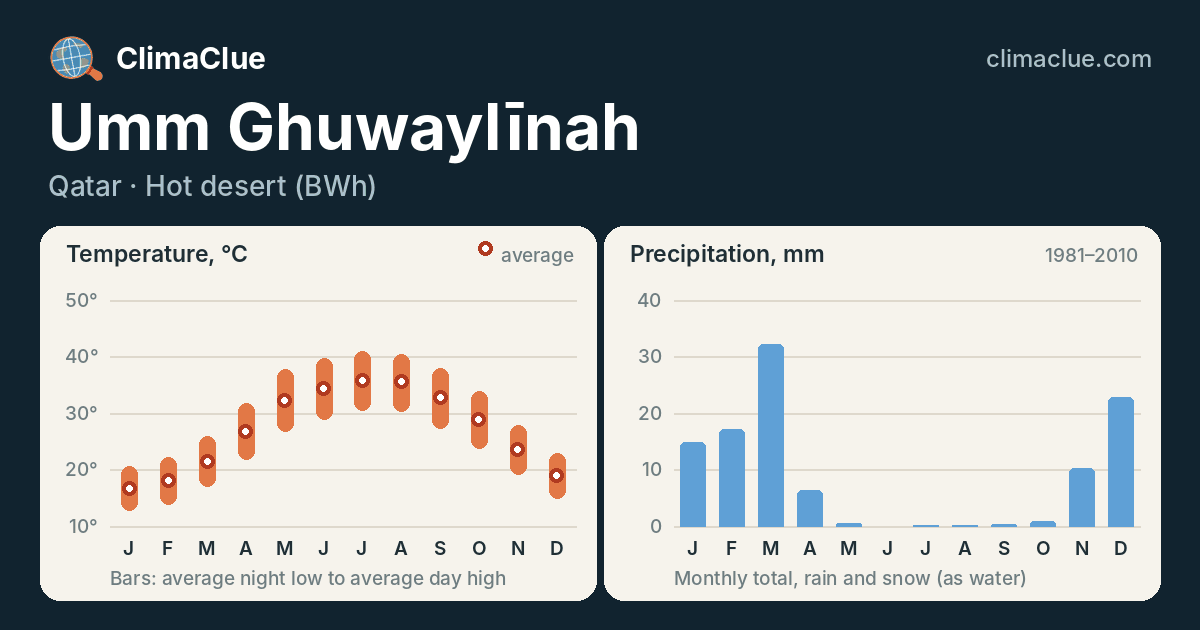 ClimaClue
climaclue.com
Umm Ghuwaylīnah
Qatar · Hot desert (BWh)
Temperature, °C
average
50°
40°
30°
20°
10°
J F M A M J J A S O N D
Bars: average night low to average day high
Precipitation, mm
1981–2010
40
30
20
10
0
J F M A M J J A S O N D
Monthly total, rain and snow (as water)